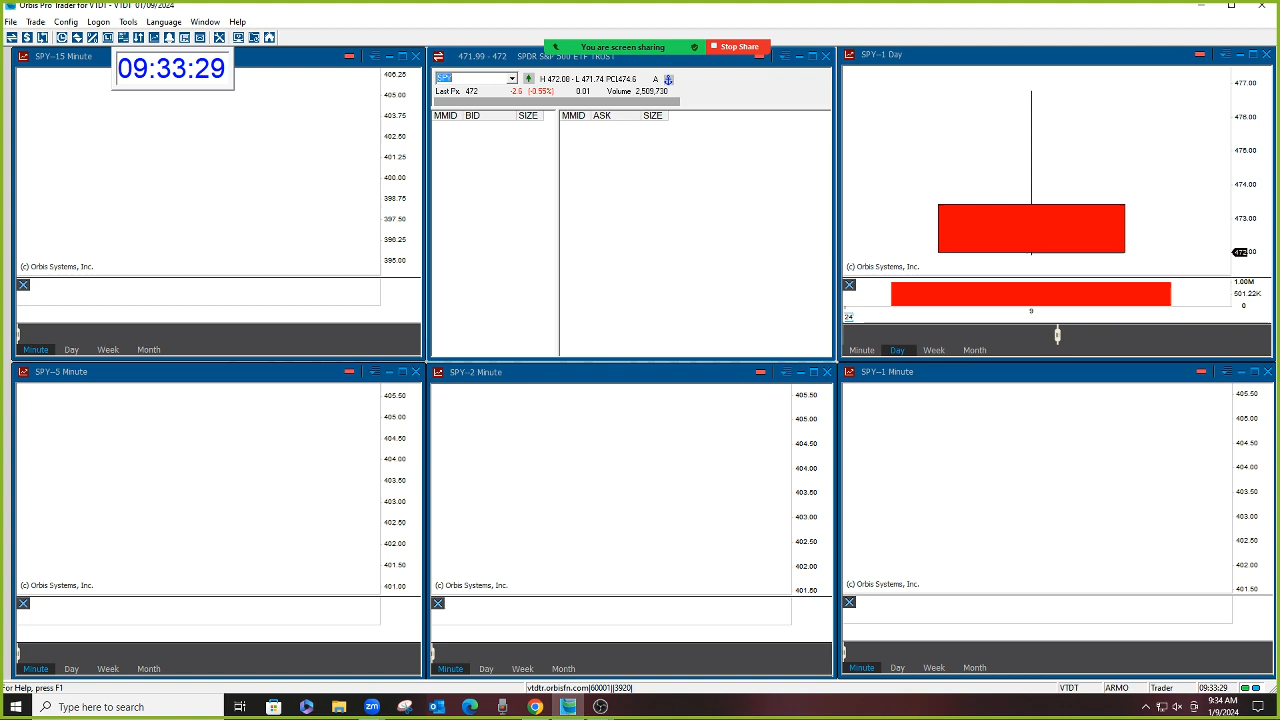 Orbis Pro Trader for VTDT - VTDT 01/09/2024
File Trade Config Logon Tools Language Window Help
You are screen sharing Stop Share
SPY--15 Minute
09:33:29
406.25
405.00
403.75
402.50
401.25
400.00
398.75
397.50
396.25
395.00
(c) Orbis Systems, Inc.
Minute Day Week Month
471.99 - 472 SPDR S&P 500 ETF TRUST
SPY H 472.08 - L 471.74 PCL474.6 A
Last Px. 472 -2.6 (-0.55%) 0.01 Volume 2,509,730
MMID BID SIZE MMID ASK SIZE
SPY--1 Day
477.00
476.00
475.00
474.00
473.00
472.00
(c) Orbis Systems, Inc.
1.00M
501.22K
0
9
24
Minute Day Week Month
SPY--5 Minute
405.50
405.00
404.50
404.00
403.50
403.00
402.50
402.00
401.50
401.00
(c) Orbis Systems, Inc.
Minute Day Week Month
SPY--2 Minute
405.50
405.00
404.50
404.00
403.50
403.00
402.50
402.00
401.50
(c) Orbis Systems, Inc.
Minute Day Week Month
SPY--1 Minute
405.50
405.00
404.50
404.00
403.50
403.00
402.50
402.00
401.50
(c) Orbis Systems, Inc.
Minute Day Week Month
For Help, press F1 vtdtr.orbisfn.com|60001||3920| VTDT ARMO Trader 09:33:29
Type here to search
zm
9:34 AM
1/9/2024